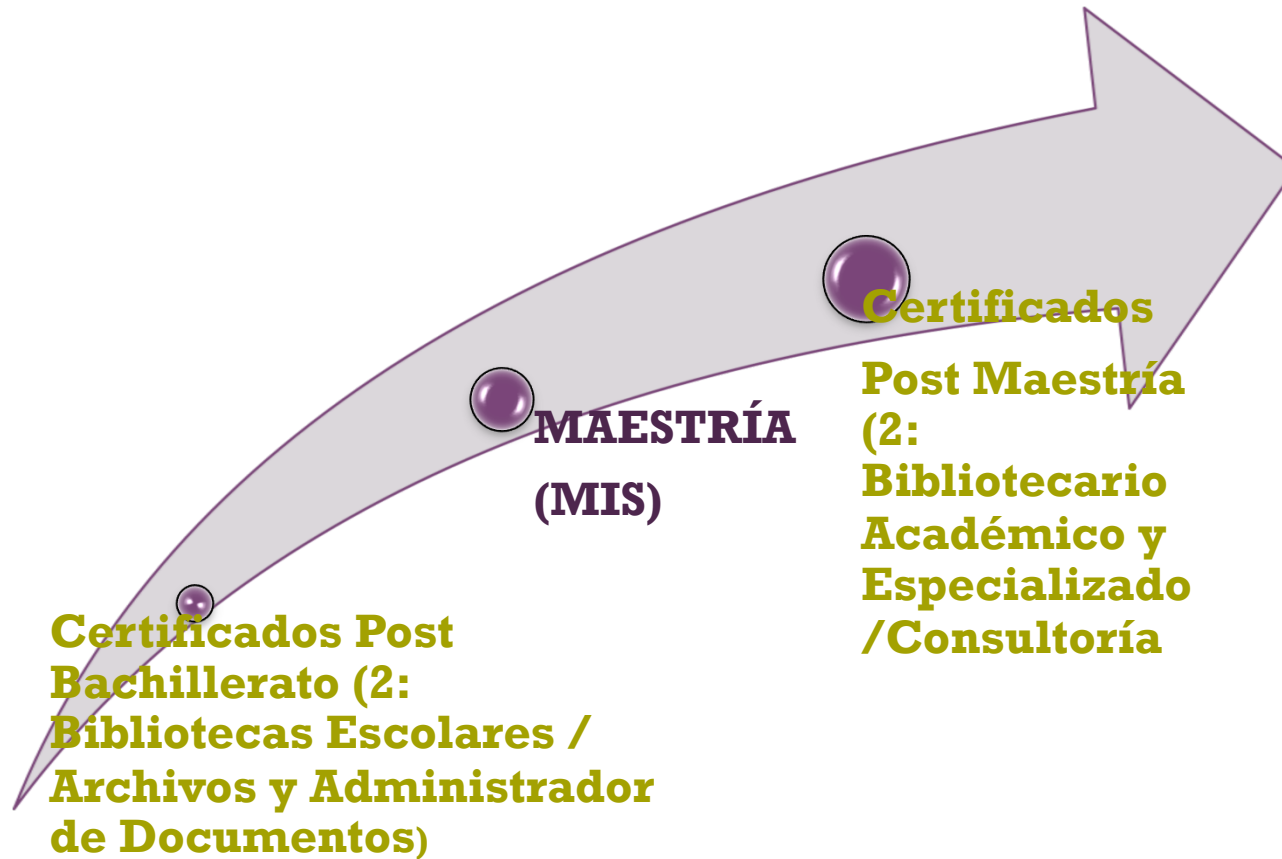 Certificados Post
Bachillerato (2:
Bibliotecas Escolares /
Archivos y Administrador
de Documentos)
MAESTRÍA
(MIS)
Certificados
Post Maestría
(2:
Bibliotecario
Académico y
Especializado
/Consultoría